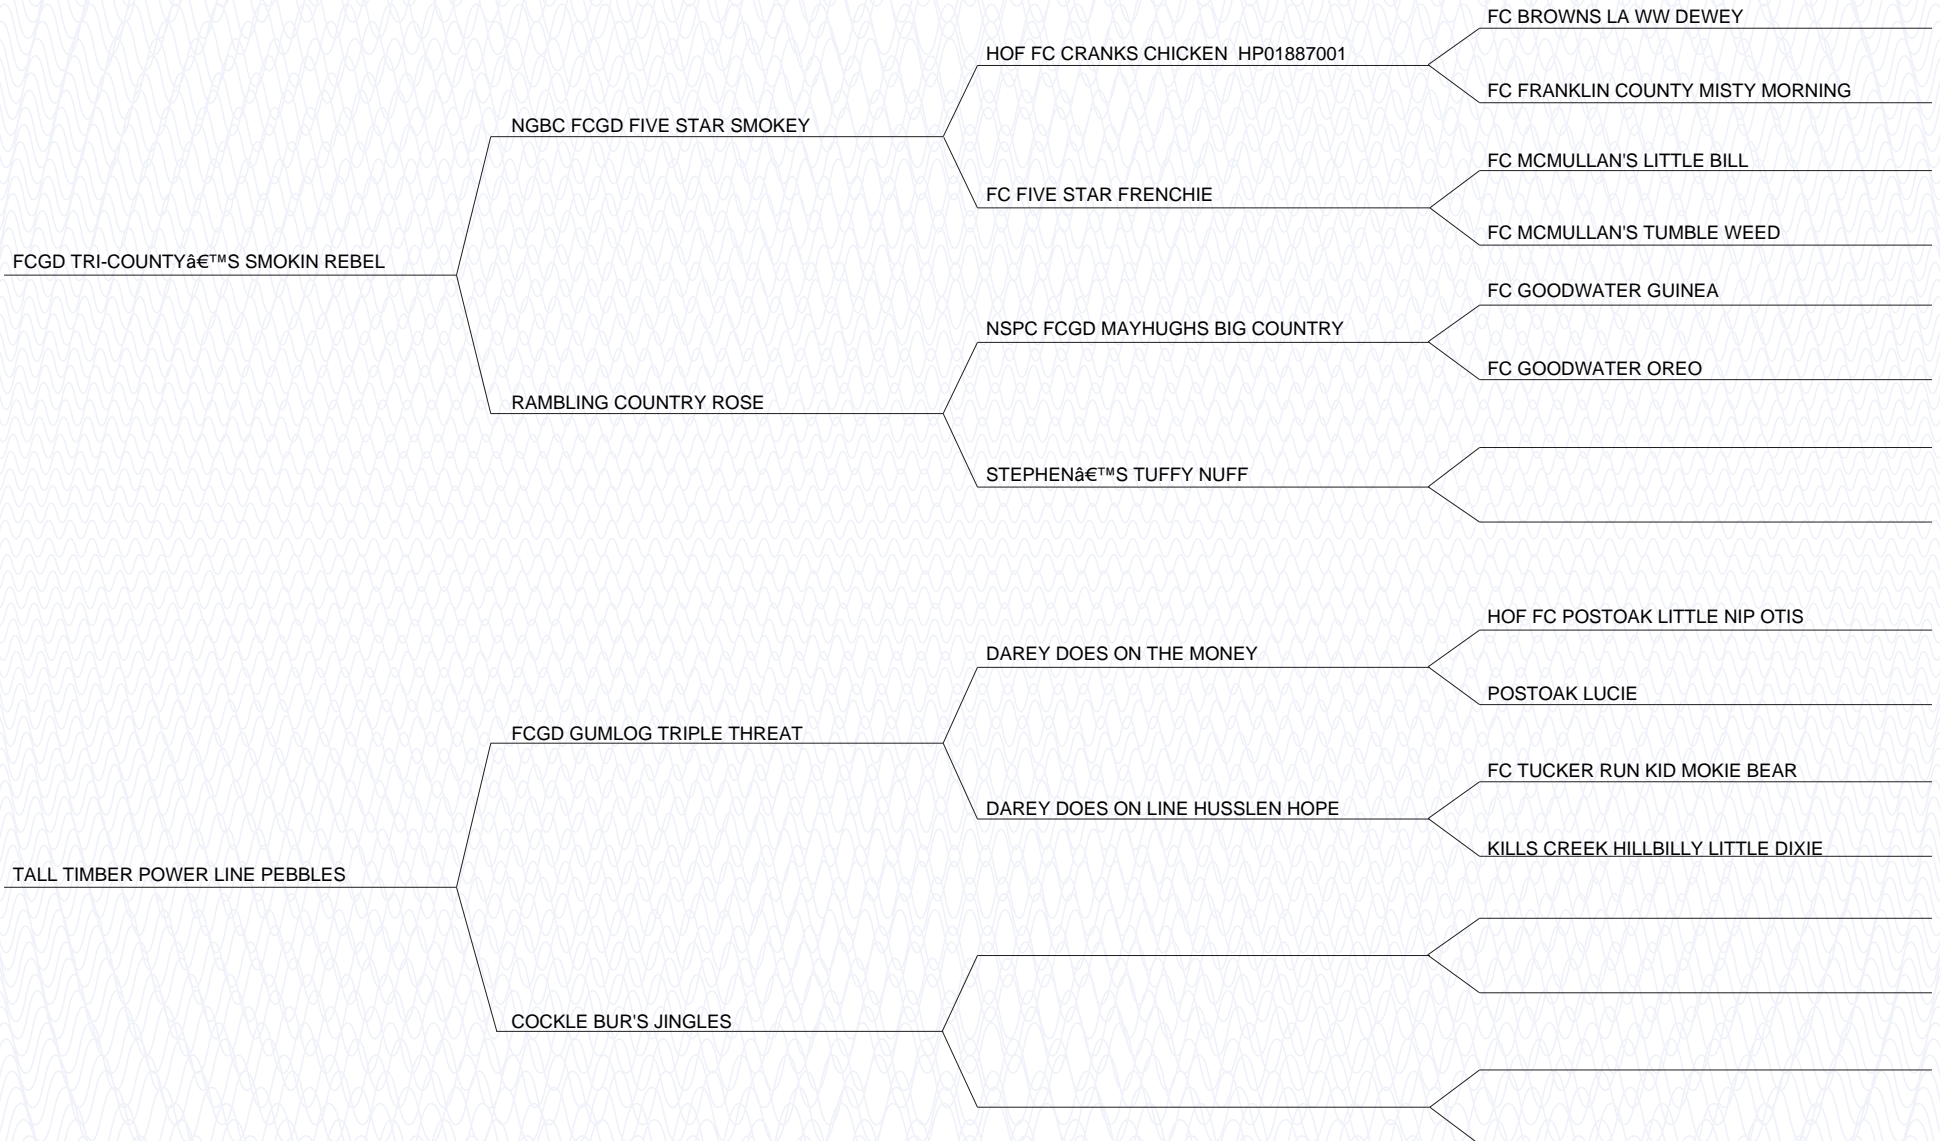 FC BROWNS LA WW DEWEY
HOF FC CRANKS CHICKEN  HP01887001
FC FRANKLIN COUNTY MISTY MORNING
NGBC FCGD FIVE STAR SMOKEY
FC MCMULLAN'S LITTLE BILL
FC FIVE STAR FRENCHIE
FC MCMULLAN'S TUMBLE WEED
FCGD TRI-COUNTYâ€™S SMOKIN REBEL
FC GOODWATER GUINEA
NSPC FCGD MAYHUGHS BIG COUNTRY
FC GOODWATER OREO
RAMBLING COUNTRY ROSE
STEPHENâ€™S TUFFY NUFF
HOF FC POSTOAK LITTLE NIP OTIS
DAREY DOES ON THE MONEY
POSTOAK LUCIE
FCGD GUMLOG TRIPLE THREAT
FC TUCKER RUN KID MOKIE BEAR
DAREY DOES ON LINE HUSSLEN HOPE
KILLS CREEK HILLBILLY LITTLE DIXIE
TALL TIMBER POWER LINE PEBBLES
COCKLE BUR'S JINGLES